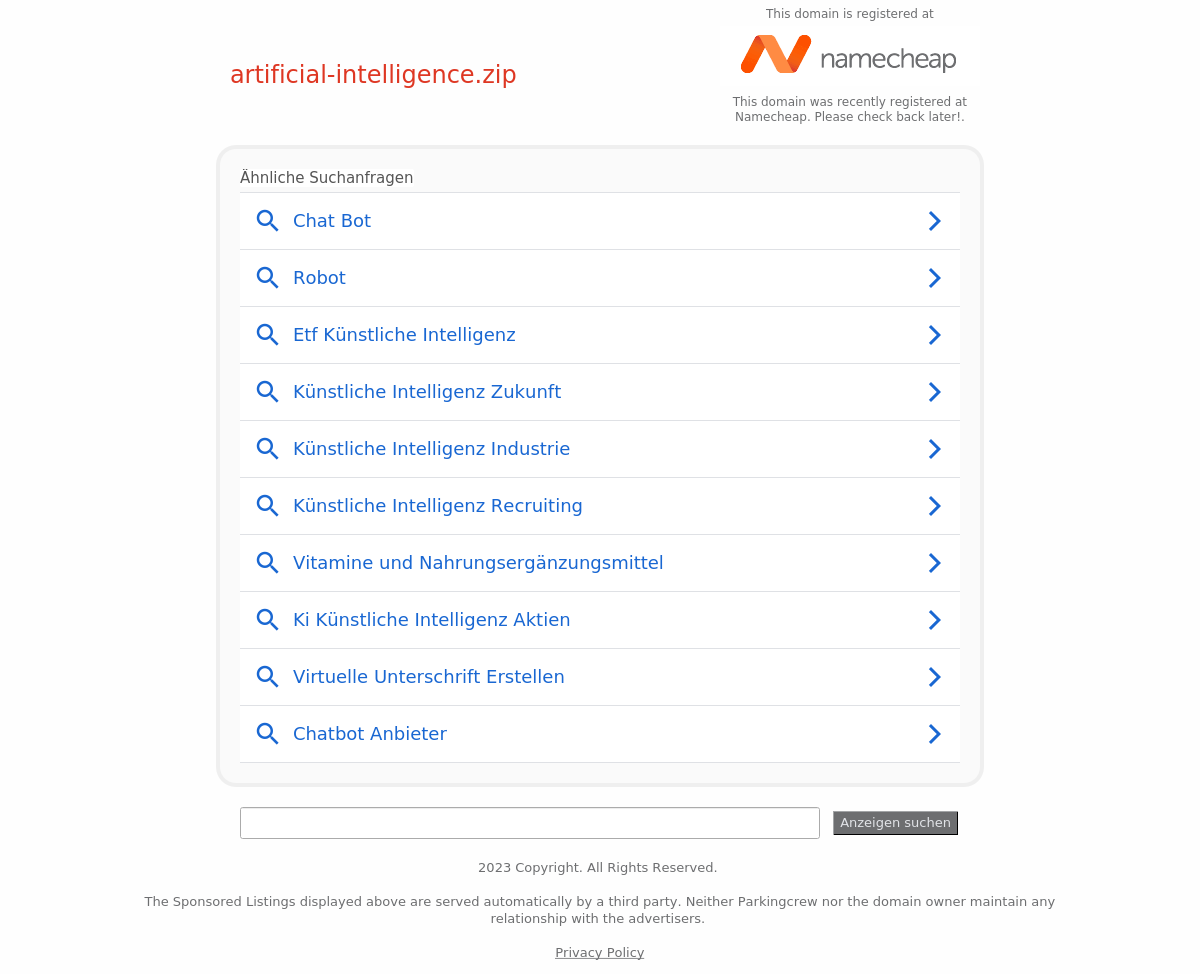 This domain is registered at
namecheap
artificial-intelligence.zip
This domain was recently registered at
Namecheap. Please check back later!.
Ähnliche Suchanfragen
Chat Bot
Robot
Etf Künstliche Intelligenz
Künstliche Intelligenz Zukunft
Künstliche Intelligenz Industrie
Künstliche Intelligenz Recruiting
Vitamine und Nahrungsergänzungsmittel
Ki Künstliche Intelligenz Aktien
Virtuelle Unterschrift Erstellen
Chatbot Anbieter
Anzeigen suchen
2023 Copyright. All Rights Reserved.
The Sponsored Listings displayed above are served automatically by a third party. Neither Parkingcrew nor the domain owner maintain any
relationship with the advertisers.
Privacy Policy